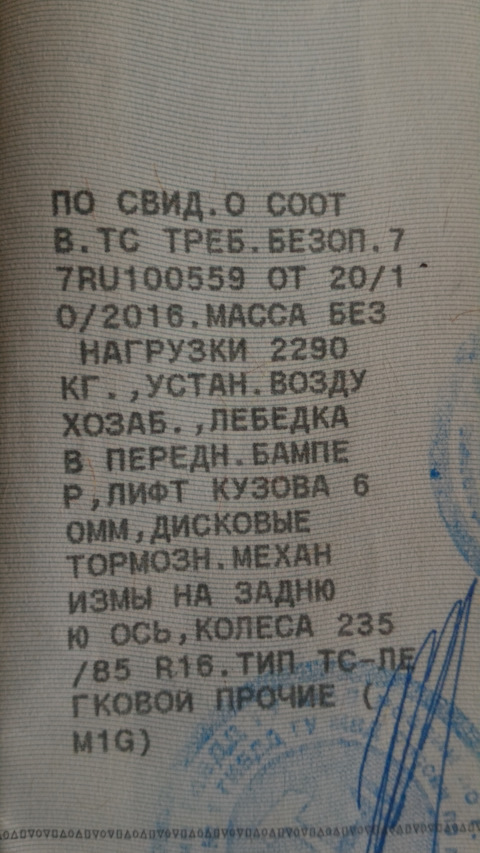 ПО СВИД.О СООТ
В.ТС ТРЕБ.БЕЗОП.7
7RU100559 ОТ 20/1
0/2016.МАССА БЕЗ
НАГРУЗКИ 2290
КГ.,УСТАН.ВОЗДУ
ХОЗАБ.,ЛЕБЕДКА
В ПЕРЕДН.БАМПЕ
Р,ЛИФТ КУЗОВА 6
0ММ,ДИСКОВЫЕ
ТОРМОЗН.МЕХАН
ИЗМЫ НА ЗАДНЮ
Ю ОСЬ,КОЛЕСА 235
/85 R16.ТИП ТС-ЛЕ
ГКОВОЙ ПРОЧИЕ (
M1G)